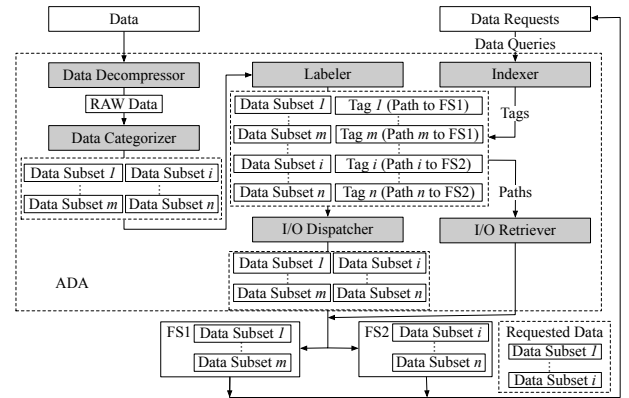 Data
Data Requests
Data Queries
Data Decompressor
Labeler
Indexer
RAW Data
Data Categorizer
Data Subset 1
Data Subset i
Data Subset m
Data Subset n
Data Subset 1
Tag 1 (Path to FS1)
Data Subset m
Tag m (Path m to FS1)
Data Subset i
Tag i (Path i to FS2)
Data Subset n
Tag n (Path n to FS2)
Tags
Paths
I/O Dispatcher
I/O Retriever
Data Subset 1
Data Subset i
Data Subset m
Data Subset n
ADA
FS1
Data Subset 1
Data Subset m
FS2
Data Subset i
Data Subset n
Requested Data
Data Subset 1
Data Subset i